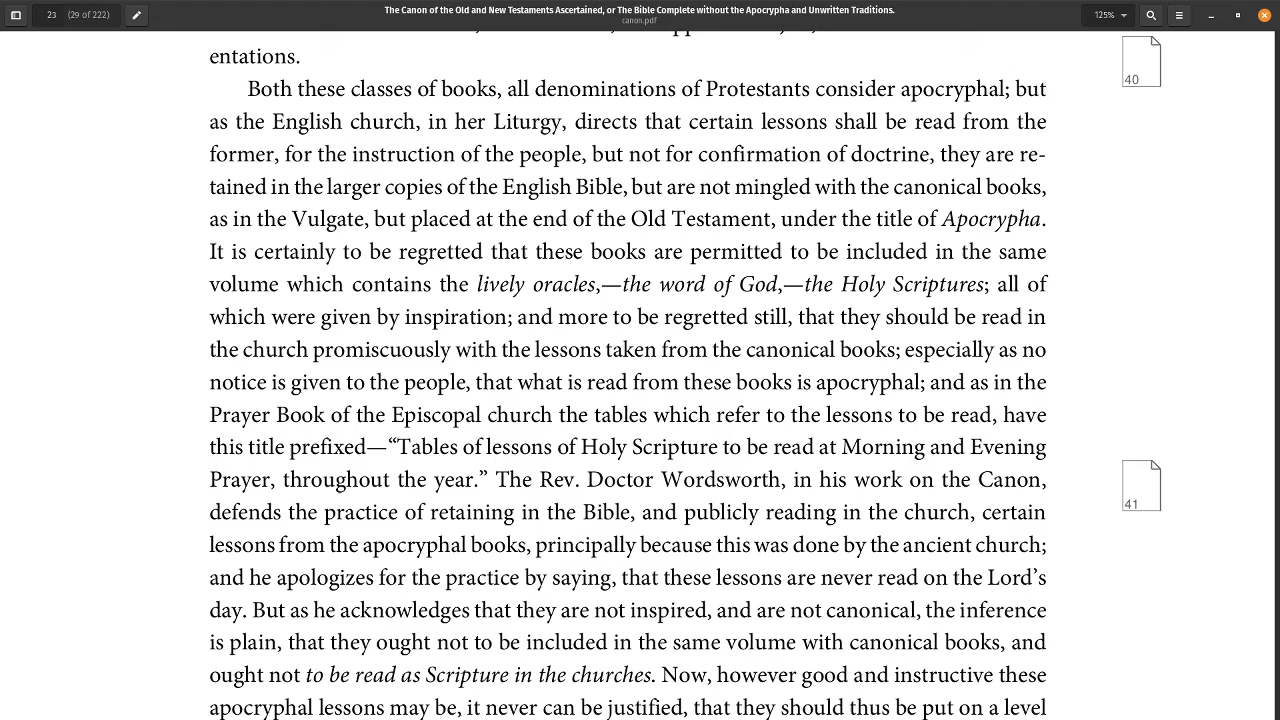 23 (29 of 222)
The Canon of the Old and New Testaments Ascertained, or The Bible Complete without the Apocrypha and Unwritten Traditions.
canon.pdf
125%
entations.
40
Both these classes of books, all denominations of Protestants consider apocryphal; but
as the English church, in her Liturgy, directs that certain lessons shall be read from the
former, for the instruction of the people, but not for confirmation of doctrine, they are re-
tained in the larger copies of the English Bible, but are not mingled with the canonical books,
as in the Vulgate, but placed at the end of the Old Testament, under the title of Apocrypha.
It is certainly to be regretted that these books are permitted to be included in the same
volume which contains the lively oracles,—the word of God,—the Holy Scriptures; all of
which were given by inspiration; and more to be regretted still, that they should be read in
the church promiscuously with the lessons taken from the canonical books; especially as no
notice is given to the people, that what is read from these books is apocryphal; and as in the
Prayer Book of the Episcopal church the tables which refer to the lessons to be read, have
this title prefixed—“Tables of lessons of Holy Scripture to be read at Morning and Evening
Prayer, throughout the year.” The Rev. Doctor Wordsworth, in his work on the Canon,
41
defends the practice of retaining in the Bible, and publicly reading in the church, certain
lessons from the apocryphal books, principally because this was done by the ancient church;
and he apologizes for the practice by saying, that these lessons are never read on the Lord’s
day. But as he acknowledges that they are not inspired, and are not canonical, the inference
is plain, that they ought not to be included in the same volume with canonical books, and
ought not to be read as Scripture in the churches. Now, however good and instructive these
apocryphal lessons may be, it never can be justified, that they should thus be put on a level